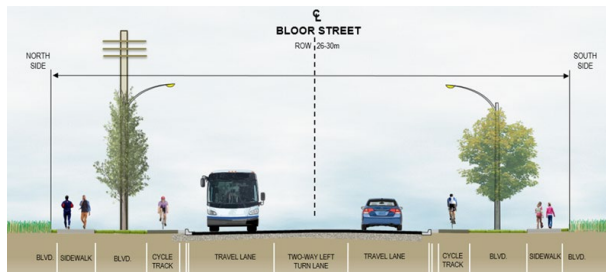 ℄
BLOOR STREET
ROW 26-30m
NORTH
SIDE
SOUTH
SIDE
BLVD.
SIDEWALK
BLVD.
CYCLE
TRACK
TRAVEL LANE
TWO-WAY LEFT
TURN LANE
TRAVEL LANE
CYCLE
TRACK
BLVD.
SIDEWALK
BLVD.